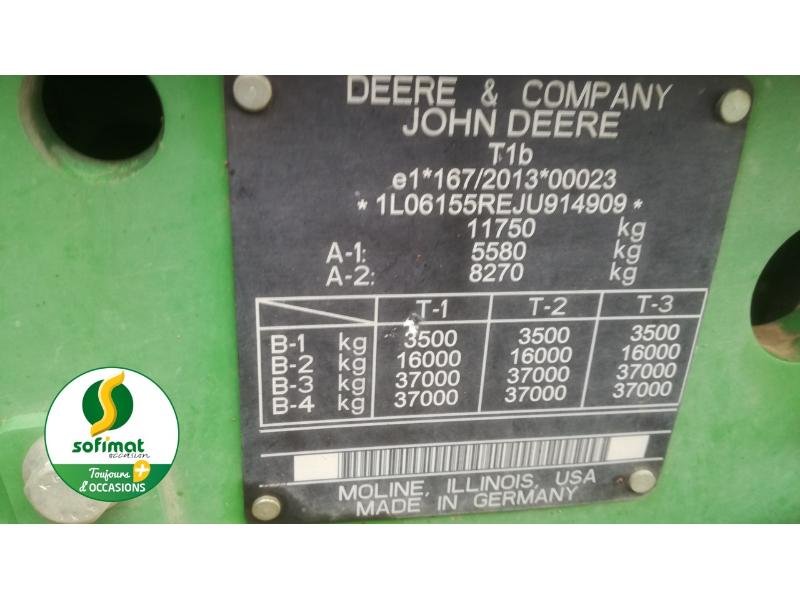 DEERE & COMPANY
JOHN DEERE
T1b
e1*167/2013*00023
* 1L06155REJU914909 *
11750 kg
A-1: 5580 kg
A-2: 8270 kg
T-1 T-2 T-3
B-1 kg 3500 3500 3500
B-2 kg 16000 16000 16000
B-3 kg 37000 37000 37000
B-4 kg 37000 37000 37000
MOLINE, ILLINOIS, USA
MADE IN GERMANY
sofimat
occasion
Toujours +
d'OCCASIONS